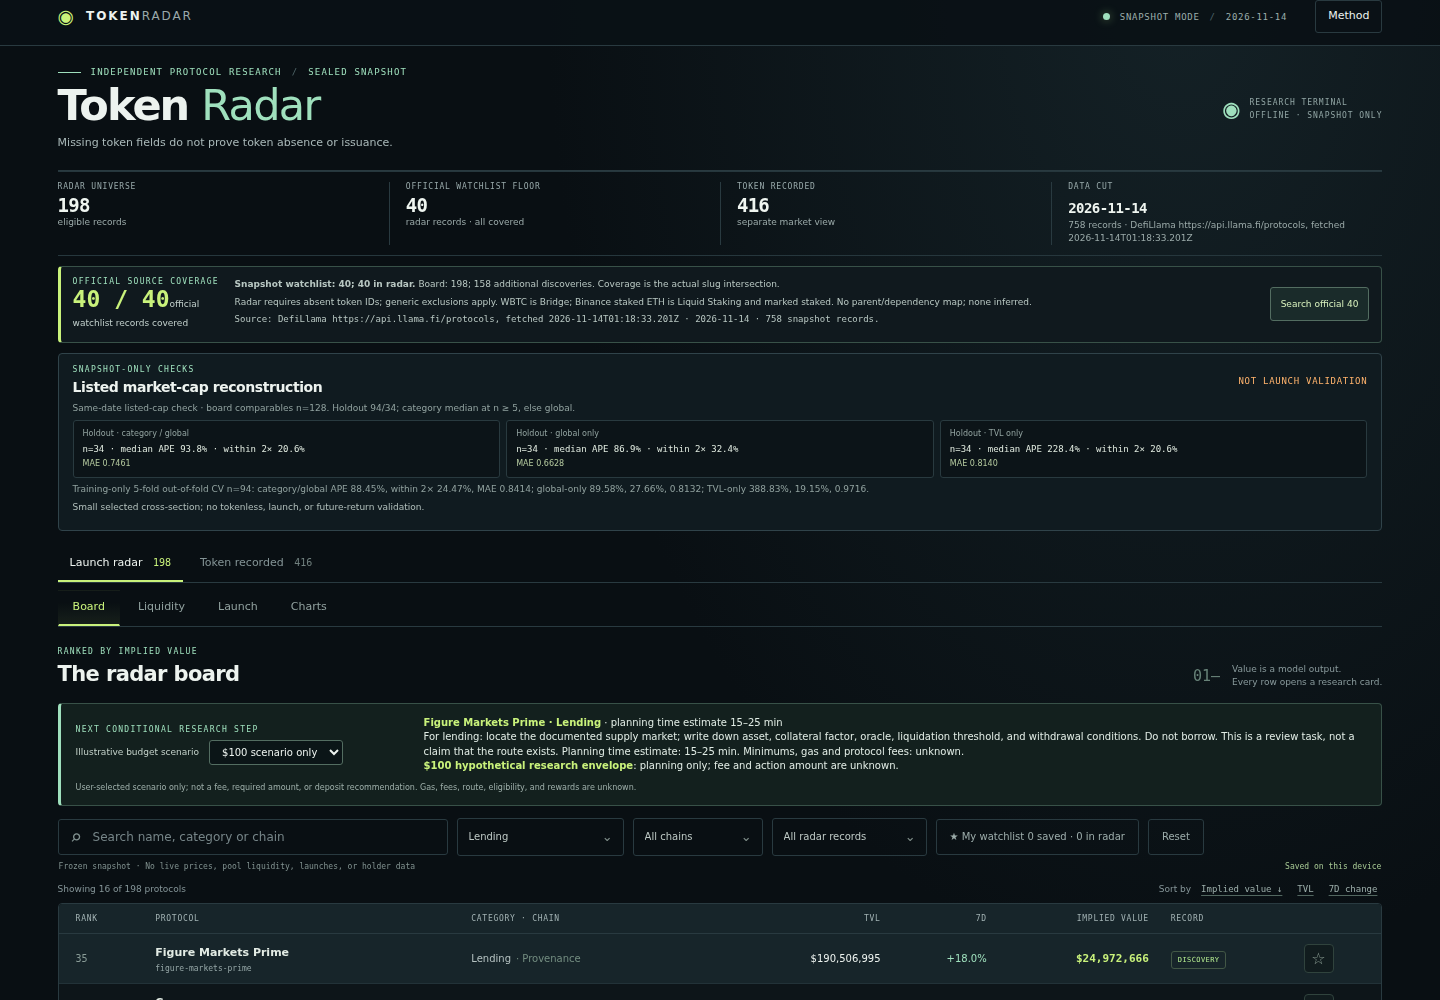 TOKENRADAR
SNAPSHOT MODE / 2026-11-14
Method
INDEPENDENT PROTOCOL RESEARCH / SEALED SNAPSHOT
Token Radar
Missing token fields do not prove token absence or issuance.
RESEARCH TERMINAL
OFFLINE · SNAPSHOT ONLY
RADAR UNIVERSE
198
eligible records
OFFICIAL WATCHLIST FLOOR
40
radar records · all covered
TOKEN RECORDED
416
separate market view
DATA CUT
2026-11-14
758 records · DefiLlama https://api.llama.fi/protocols, fetched
2026-11-14T01:18:33.201Z
OFFICIAL SOURCE COVERAGE
40 / 40 official
watchlist records covered
Snapshot watchlist: 40; 40 in radar. Board: 198; 158 additional discoveries. Coverage is the actual slug intersection.
Radar requires absent token IDs; generic exclusions apply. WBTC is Bridge; Binance staked ETH is Liquid Staking and marked staked. No parent/dependency map; none inferred.
Source: DefiLlama https://api.llama.fi/protocols, fetched 2026-11-14T01:18:33.201Z · 2026-11-14 · 758 snapshot records.
Search official 40
SNAPSHOT-ONLY CHECKS
Listed market-cap reconstruction
NOT LAUNCH VALIDATION
Same-date listed-cap check · board comparables n=128. Holdout 94/34; category median at n ≥ 5, else global.
Holdout · category / global
n=34 · median APE 93.8% · within 2× 20.6%
MAE 0.7461
Holdout · global only
n=34 · median APE 86.9% · within 2× 32.4%
MAE 0.6628
Holdout · TVL only
n=34 · median APE 228.4% · within 2× 20.6%
MAE 0.8140
Training-only 5-fold out-of-fold CV n=94: category/global APE 88.45%, within 2× 24.47%, MAE 0.8414; global-only 89.58%, 27.66%, 0.8132; TVL-only 388.83%, 19.15%, 0.9716.
Small selected cross-section; no tokenless, launch, or future-return validation.
Launch radar 198
Token recorded 416
Board
Liquidity
Launch
Charts
RANKED BY IMPLIED VALUE
The radar board
01—
Value is a model output.
Every row opens a research card.
NEXT CONDITIONAL RESEARCH STEP
Illustrative budget scenario
$100 scenario only
Figure Markets Prime · Lending · planning time estimate 15–25 min
For lending: locate the documented supply market; write down asset, collateral factor, oracle, liquidation threshold, and withdrawal conditions. Do not borrow. This is a review task, not a
claim that the route exists. Planning time estimate: 15–25 min. Minimums, gas and protocol fees: unknown.
$100 hypothetical research envelope: planning only; fee and action amount are unknown.
User-selected scenario only; not a fee, required amount, or deposit recommendation. Gas, fees, route, eligibility, and rewards are unknown.
Search name, category or chain
Lending
All chains
All radar records
★ My watchlist 0 saved · 0 in radar
Reset
Frozen snapshot · No live prices, pool liquidity, launches, or holder data
Saved on this device
Showing 16 of 198 protocols
Sort by Implied value ↓ TVL 7D change
RANK PROTOCOL CATEGORY · CHAIN TVL 7D IMPLIED VALUE RECORD
35 Figure Markets Prime Lending · Provenance $190,506,995 +18.0% $24,972,666 DISCOVERY ☆
figure-markets-prime